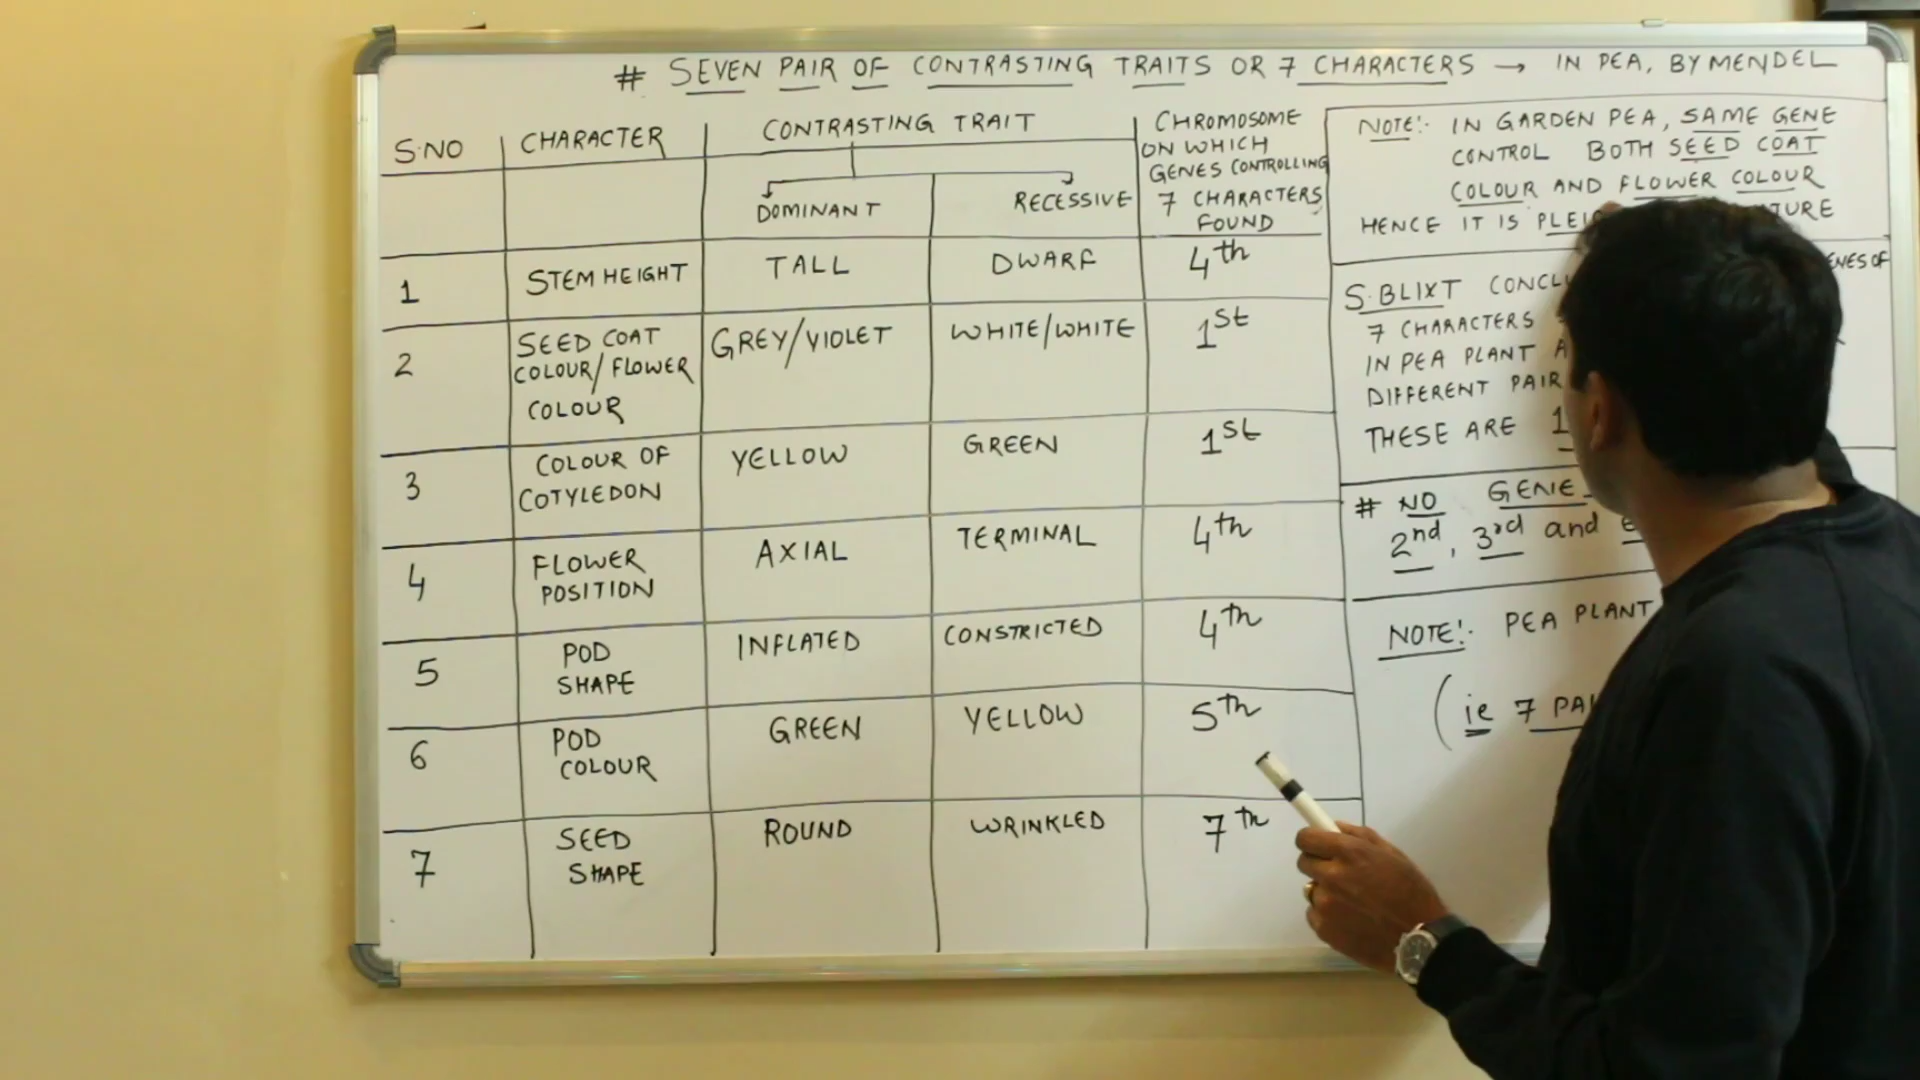 # SEVEN PAIR OF CONTRASTING TRAITS OR 7 CHARACTERS → IN PEA, BY MENDEL
S.NO CHARACTER CONTRASTING TRAIT
DOMINANT RECESSIVE
CHROMOSOME
ON WHICH
GENES CONTROLLING
7 CHARACTERS
FOUND
1 STEM HEIGHT TALL DWARF 4th
2 SEED COAT GREY/VIOLET WHITE/WHITE 1st
COLOUR/FLOWER
COLOUR
3 COLOUR OF YELLOW GREEN 1st
COTYLEDON
4 FLOWER AXIAL TERMINAL 4th
POSITION
5 POD INFLATED CONSTRICTED 4th
SHAPE
6 POD GREEN YELLOW 5th
COLOUR
7 SEED ROUND WRINKLED 7th
SHAPE
NOTE:- IN GARDEN PEA, SAME GENE
CONTROL BOTH SEED COAT
COLOUR AND FLOWER COLOUR
HENCE IT IS
S.BLIXT
7 CHARACTERS
IN PEA PLANT
DIFFERENT PAIR
THESE ARE 1
# NO GENE
2nd, 3rd and
NOTE:- PEA PLANT
(ie 7